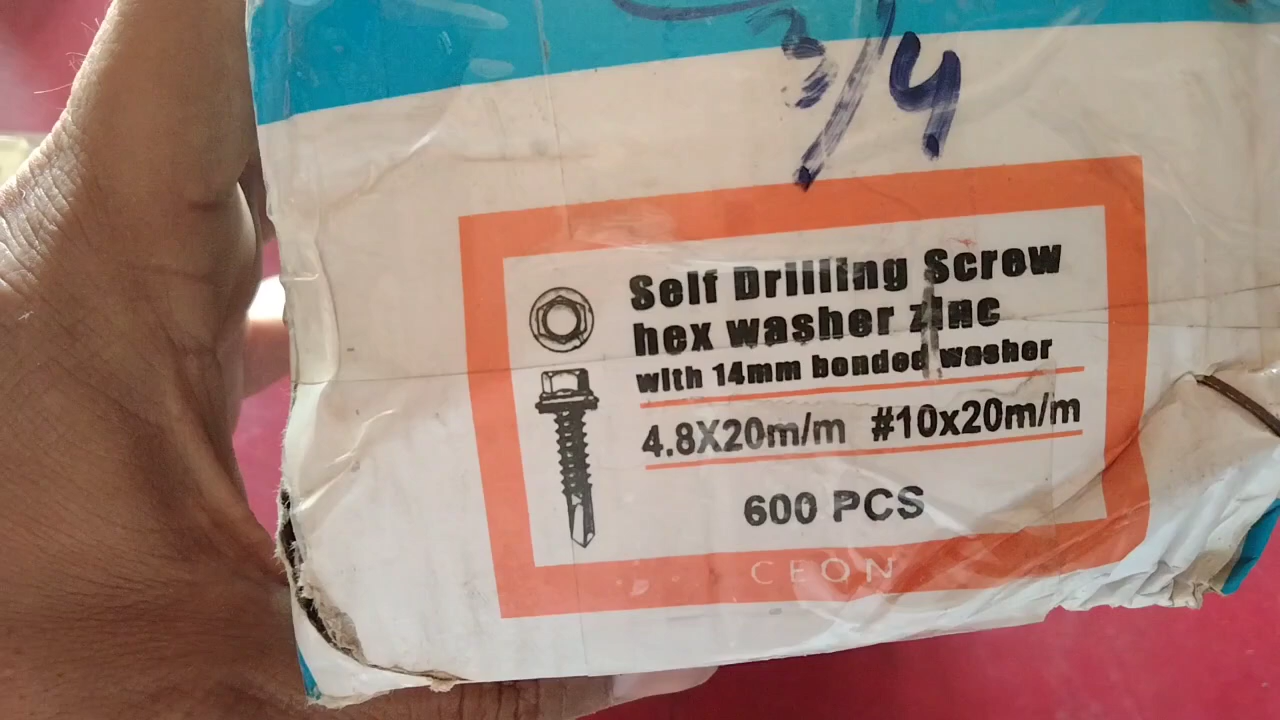 3/4
Self Drilling Screw
hex washer zinc
with 14mm bonded washer
4.8X20m/m #10x20m/m
600 PCS
CEON